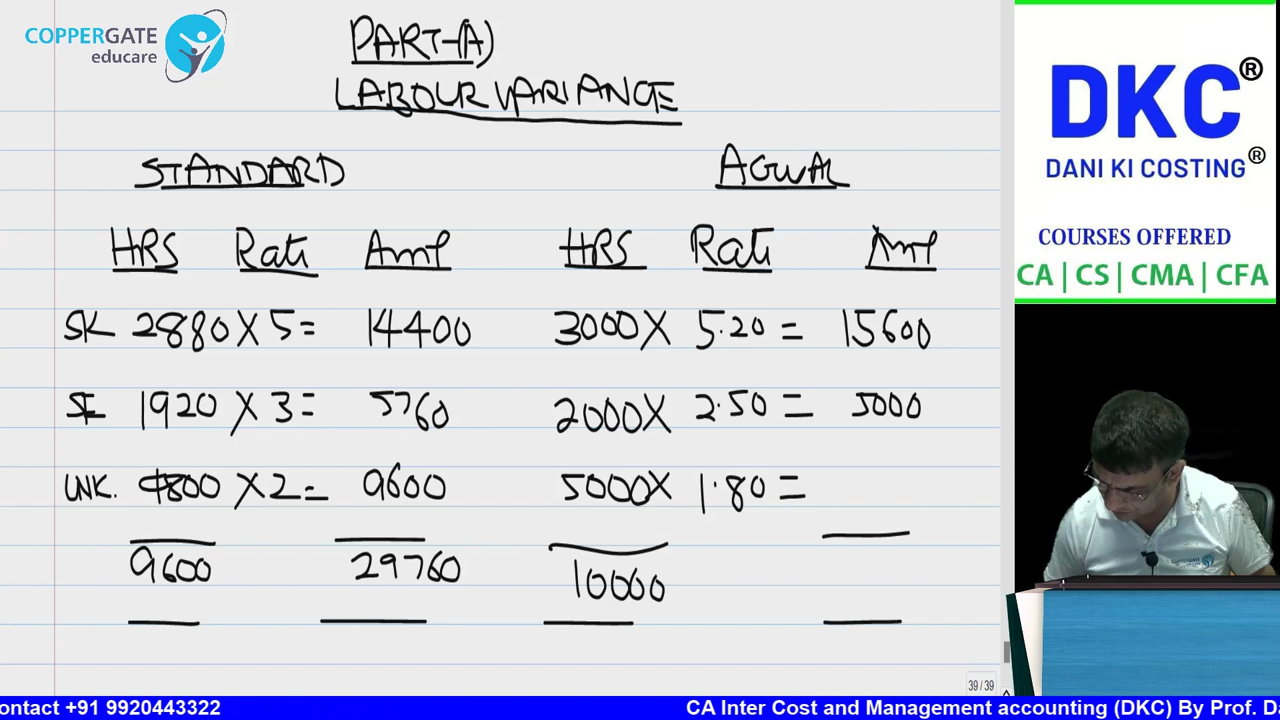 COPPERGATE
educare
PART-(A)
LABOUR VARIANCE
STANDARD ACTUAL
HRS Rate Amt HRS Rate Amt
SK 2880 X 5 = 14400 3000 X 5.20 = 15600
1920 X 3 = 5760 2000 X 2.50 = 5000
UNK. 4800 X 2 = 9600 5000 X 1.80 =
9600 29760 10000
39 / 39
DKC®
DANI KI COSTING®
COURSES OFFERED
CA | CS | CMA | CFA
ontact +91 9920443322 CA Inter Cost and Management accounting (DKC) By Prof. Da